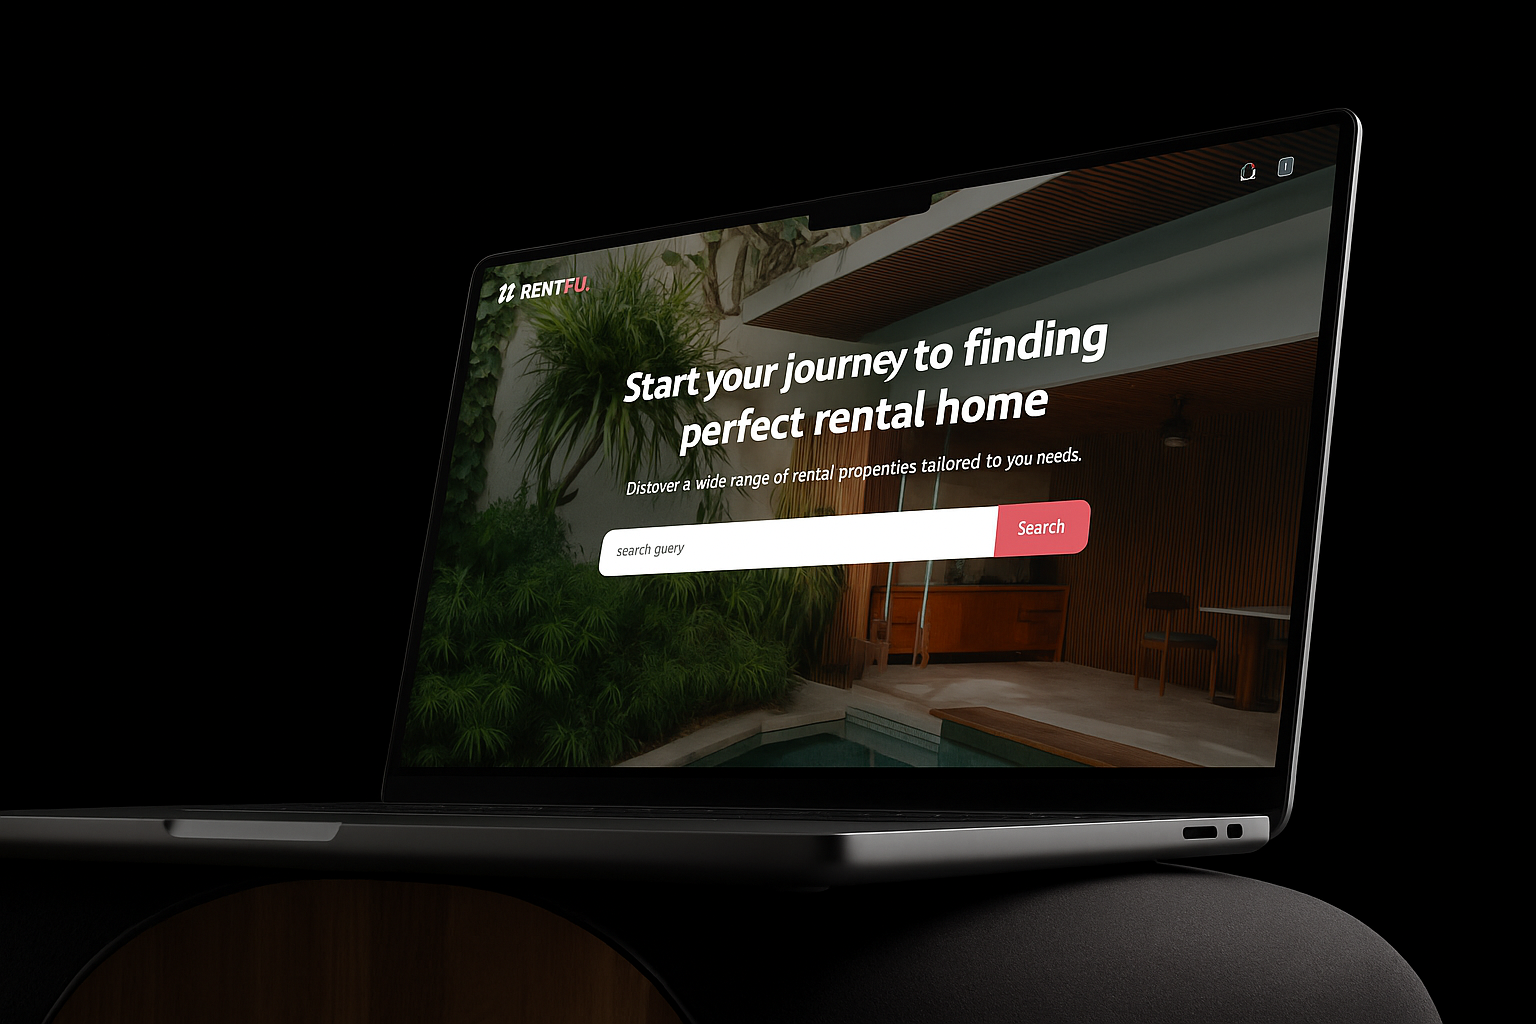 RENTFU.
Start your journey to finding
perfect rental home
Distover a wide range of rental propenties tailored to you needs.
search guery
Search